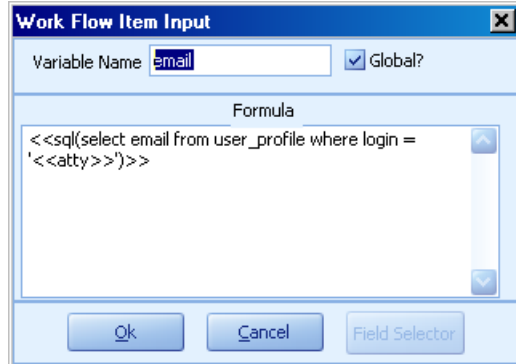 Work Flow Item Input
Variable Name email Global?
Formula
<<sql(select email from user_profile where login =
'<<atty>>')>>
Ok Cancel Field Selector